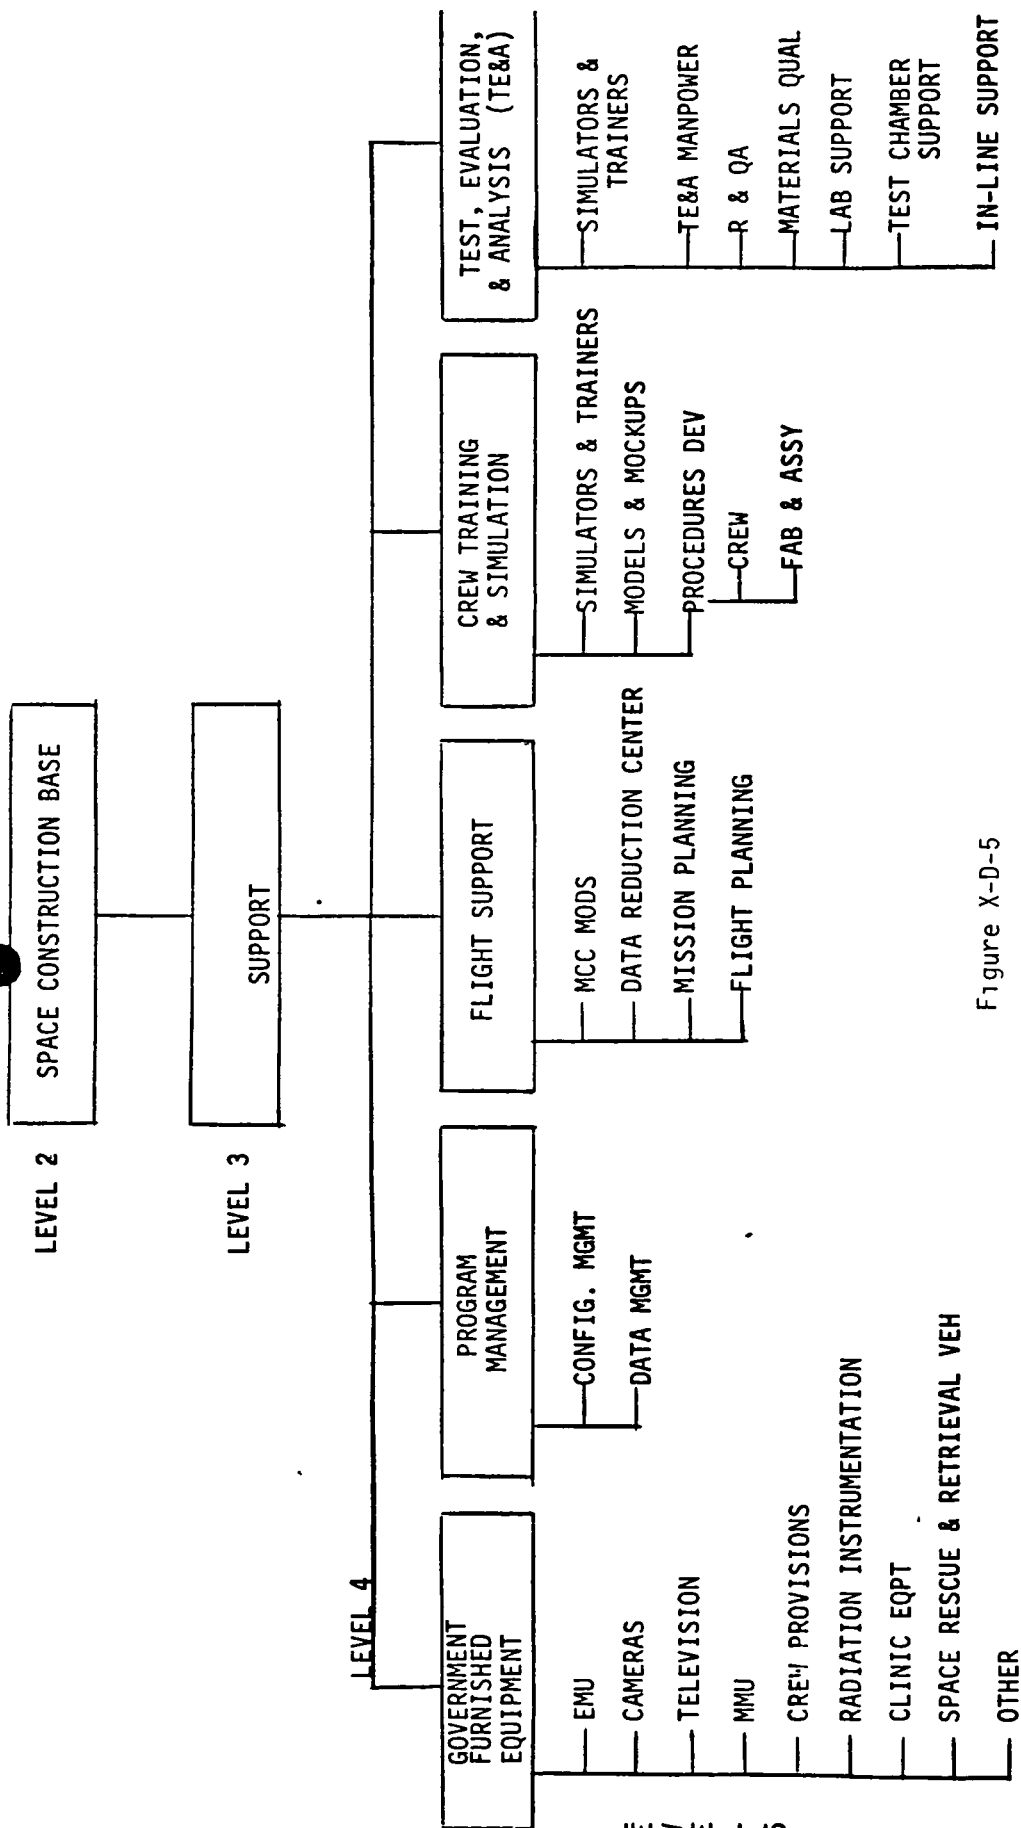 LEVEL 2
SPACE CONSTRUCTION BASE
LEVEL 3
SUPPORT
LEVEL 4
GOVERNMENT
FURNISHED
EQUIPMENT
EMU
CAMERAS
TELEVISION
MMU
CREW PROVISIONS
RADIATION INSTRUMENTATION
CLINIC EQPT
SPACE RESCUE & RETRIEVAL VEH
OTHER
PROGRAM
MANAGEMENT
CONFIG. MGMT
DATA MGMT
FLIGHT SUPPORT
MCC MODS
DATA REDUCTION CENTER
MISSION PLANNING
FLIGHT PLANNING
CREW TRAINING
& SIMULATION
SIMULATORS & TRAINERS
MODELS & MOCKUPS
PROCEDURES DEV
CREW
FAB & ASSY
TEST, EVALUATION,
& ANALYSIS (TE&A)
SIMULATORS &
TRAINERS
TE&A MANPOWER
R & QA
MATERIALS QUAL
LAB SUPPORT
TEST CHAMBER
SUPPORT
IN-LINE SUPPORT
Figure X-D-5